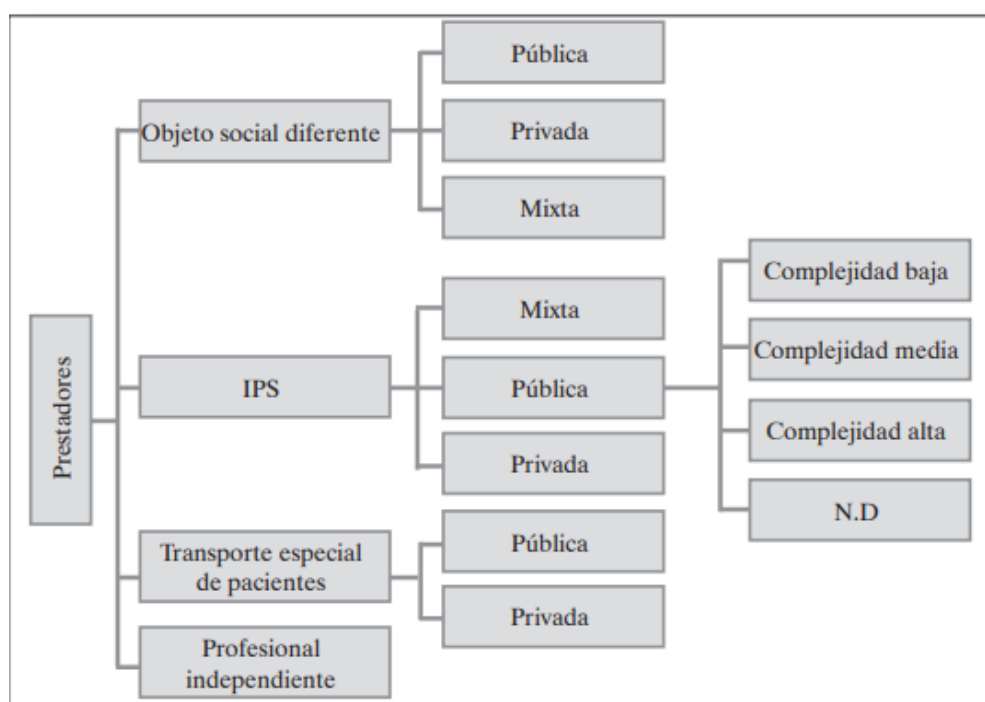 Prestadores
Objeto social diferente
Pública
Privada
Mixta
IPS
Mixta
Pública
Complejidad baja
Complejidad media
Complejidad alta
N.D
Privada
Transporte especial
de pacientes
Pública
Privada
Profesional
independiente